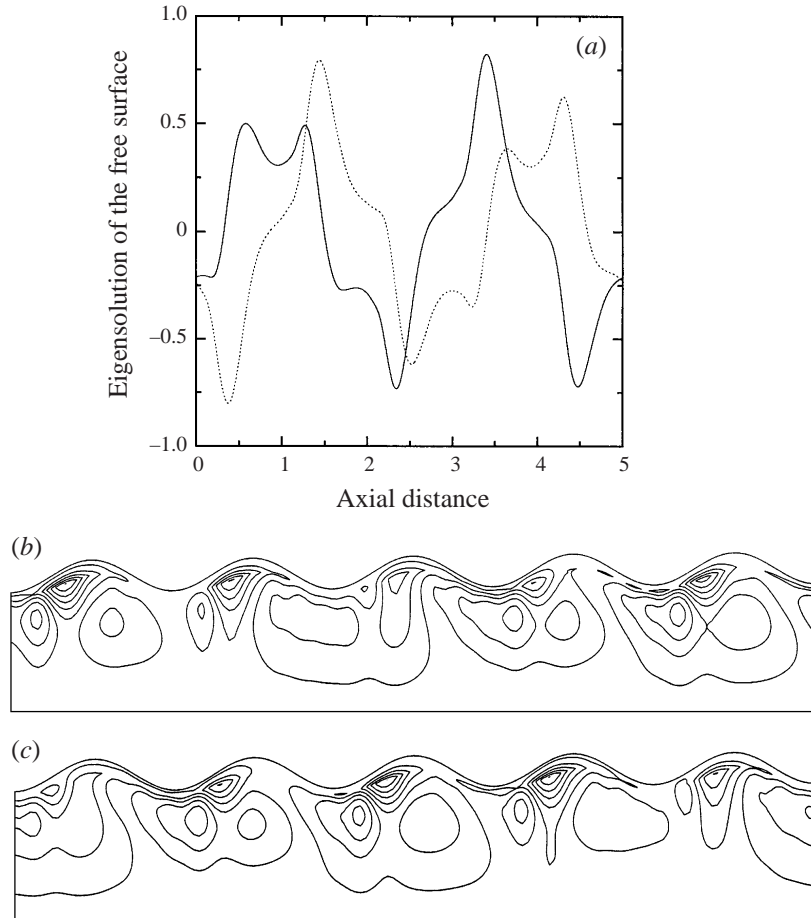 1.0
(a)
0.5
0
–0.5
–1.0
Eigensolution of the free surface
0 1 2 3 4 5
Axial distance
(b)
(c)